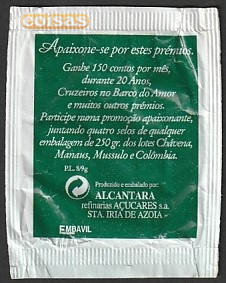 coisas
Apaixone-se por estes prémios.
Ganhe 150 contos por mês,
durante 20 Anos,
Cruzeiros no Barco do Amor
e muitos outros prémios.
Participe numa promoção apaixonante,
juntando quatro selos de qualquer
embalagem de 250 gr. dos lotes Chávena,
Manaus, Mussulo e Colômbia.
P.L. 8/9g
Produzido e embalado por:
ALCANTARA
refinarias AÇUCARES s.a.
STA. IRIA DE AZOIA -
EMBAVIL